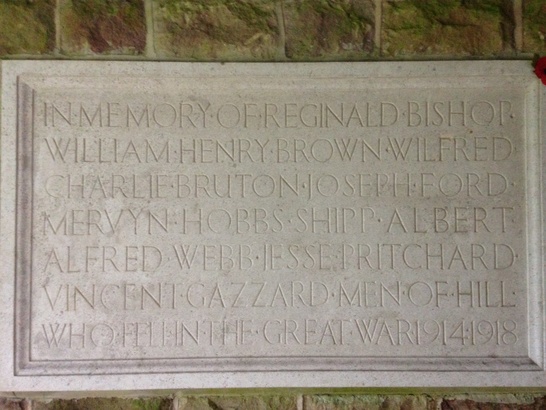 IN·MEMORY·OF·REGINALD·BISHOP·
WILLIAM·HENRY·BROWN·WILFRED
CHARLIE·BRUTON·JOSEPH·FORD·
MERVYN·HOBBS·SHIPP·ALBERT·
ALFRED·WEBB·JESSE·PRITCHARD·
VINCENT·GAZZARD·MEN·OF·HILL·
WHO·FELL·IN·THE·GREAT·WAR·1914·1918